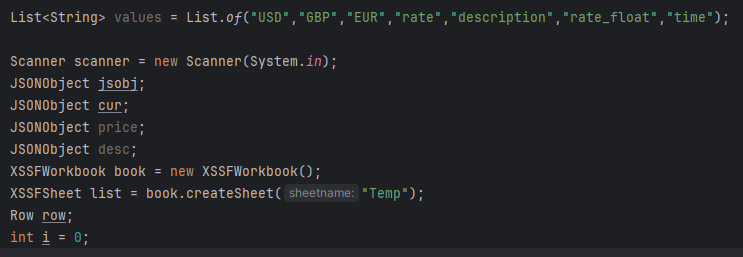 List<String> values = List.of("USD","GBP","EUR","rate","description","rate_float","time");
Scanner scanner = new Scanner(System.in);
JSONObject jsobj;
JSONObject cur;
JSONObject price;
JSONObject desc;
XSSFWorkbook book = new XSSFWorkbook();
XSSFSheet list = book.createSheet( sheetname: "Temp");
Row row;
int i = 0;